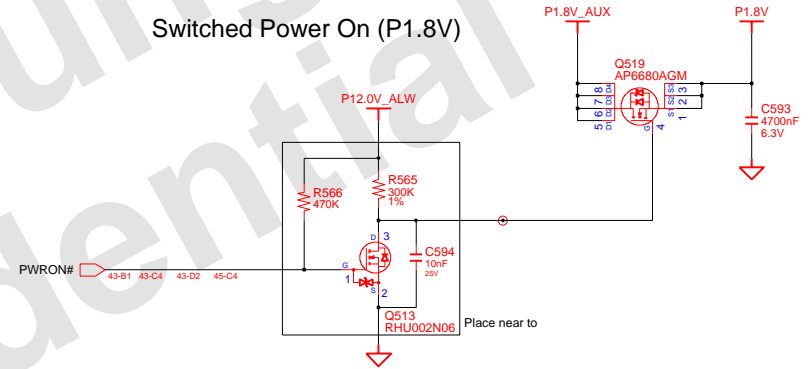 Switched Power On (P1.8V)
P1.8V_AUX
P1.8V
Q519
AP6680AGM
8 D4
7 D3
6 D2
5 D1
S3 3
S2 2
S1 1
G 4
C593
4700nF
6.3V
P12.0V_ALW
R566
470K
R565
300K
1%
D 3
G
1
S 2
C594
10nF
25V
PWRON#
43-B1 43-C4 43-D2 45-C4
Q513
RHU002N06
Place near to
dential